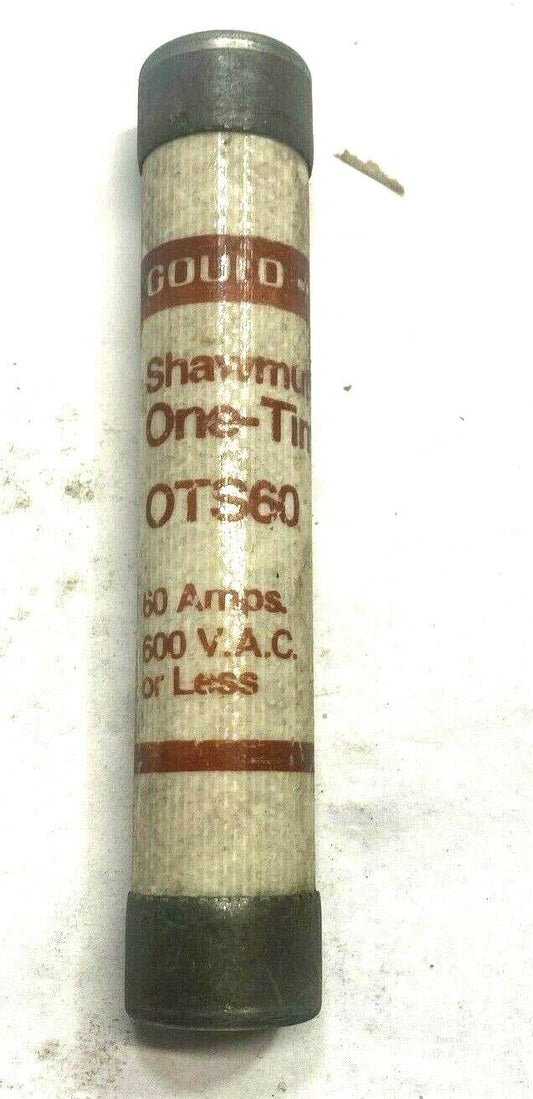 GOULD -
Shawmut
One-Tim
OTS60
60 Amps.
600 V.A.C.
or Less